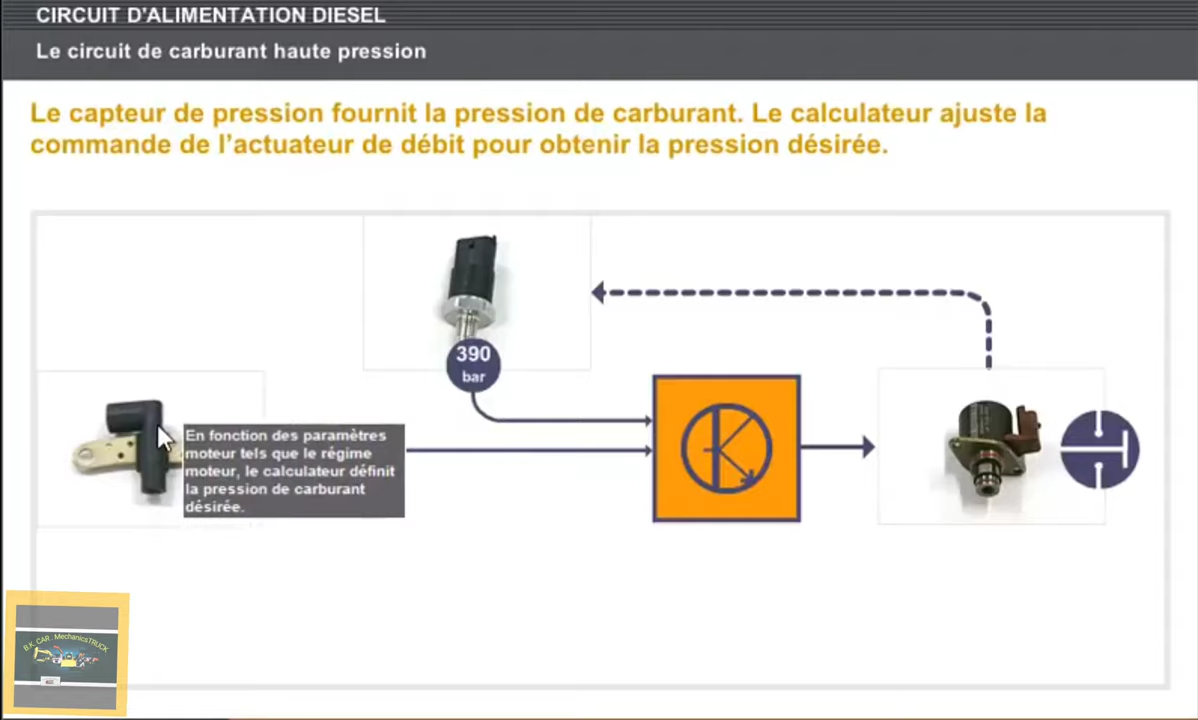 CIRCUIT D'ALIMENTATION DIESEL
Le circuit de carburant haute pression
Le capteur de pression fournit la pression de carburant. Le calculateur ajuste la
commande de l’actuateur de débit pour obtenir la pression désirée.
390
bar
En fonction des paramètres
moteur tels que le régime
moteur, le calculateur définit
la pression de carburant
désirée.
B.K. CAR . MechanicsTRUCK